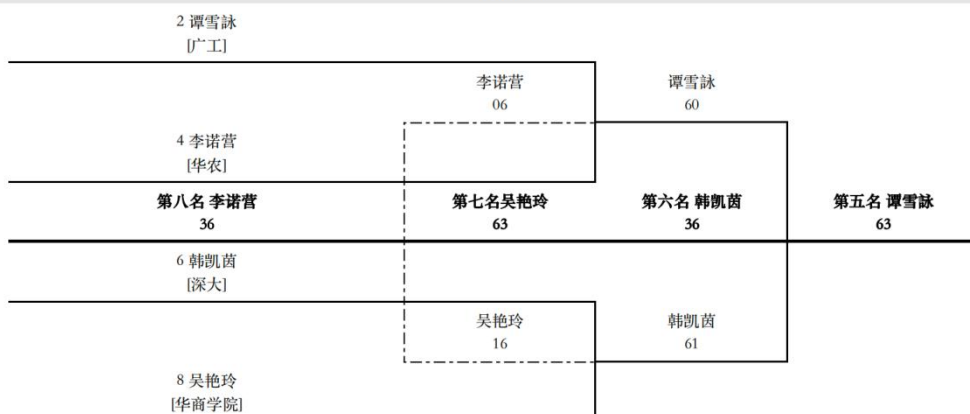 2 谭雪詠
[广工]
李诺营
06
谭雪詠
60
4 李诺营
[华农]
第八名 李诺营
36
第七名吴艳玲
63
第六名 韩凯茵
36
第五名 谭雪詠
63
6 韩凯茵
[深大]
吴艳玲
16
韩凯茵
61
8 吴艳玲
[华商学院]